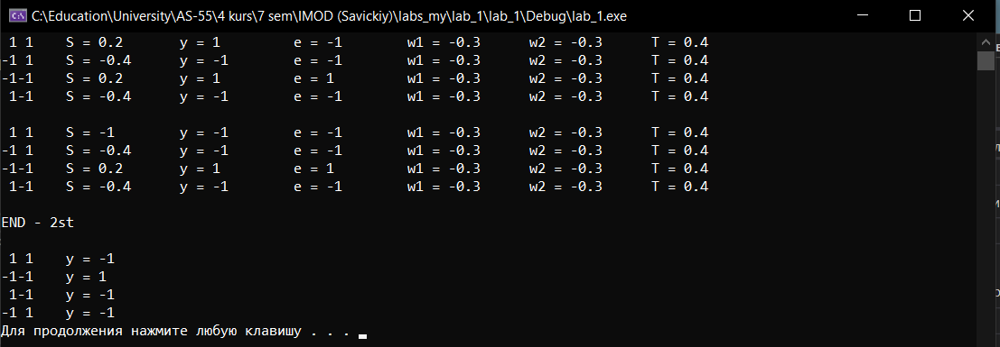 C:\Education\University\AS-55\4 kurs\7 sem\IMOD (Savickiy)\labs_my\lab_1\lab_1\Debug\lab_1.exe
 1 1    S = 0.2       y = 1         e = -1        w1 = -0.3      w2 = -0.3      T = 0.4
-1 1    S = -0.4      y = -1        e = -1        w1 = -0.3      w2 = -0.3      T = 0.4
-1-1    S = 0.2       y = 1         e = 1         w1 = -0.3      w2 = -0.3      T = 0.4
 1-1    S = -0.4      y = -1        e = -1        w1 = -0.3      w2 = -0.3      T = 0.4
 1 1    S = -1        y = -1        e = -1        w1 = -0.3      w2 = -0.3      T = 0.4
-1 1    S = -0.4      y = -1        e = -1        w1 = -0.3      w2 = -0.3      T = 0.4
-1-1    S = 0.2       y = 1         e = 1         w1 = -0.3      w2 = -0.3      T = 0.4
 1-1    S = -0.4      y = -1        e = -1        w1 = -0.3      w2 = -0.3      T = 0.4
END - 2st
 1 1    y = -1
-1-1    y = 1
 1-1    y = -1
-1 1    y = -1
Для продолжения нажмите любую клавишу . . .